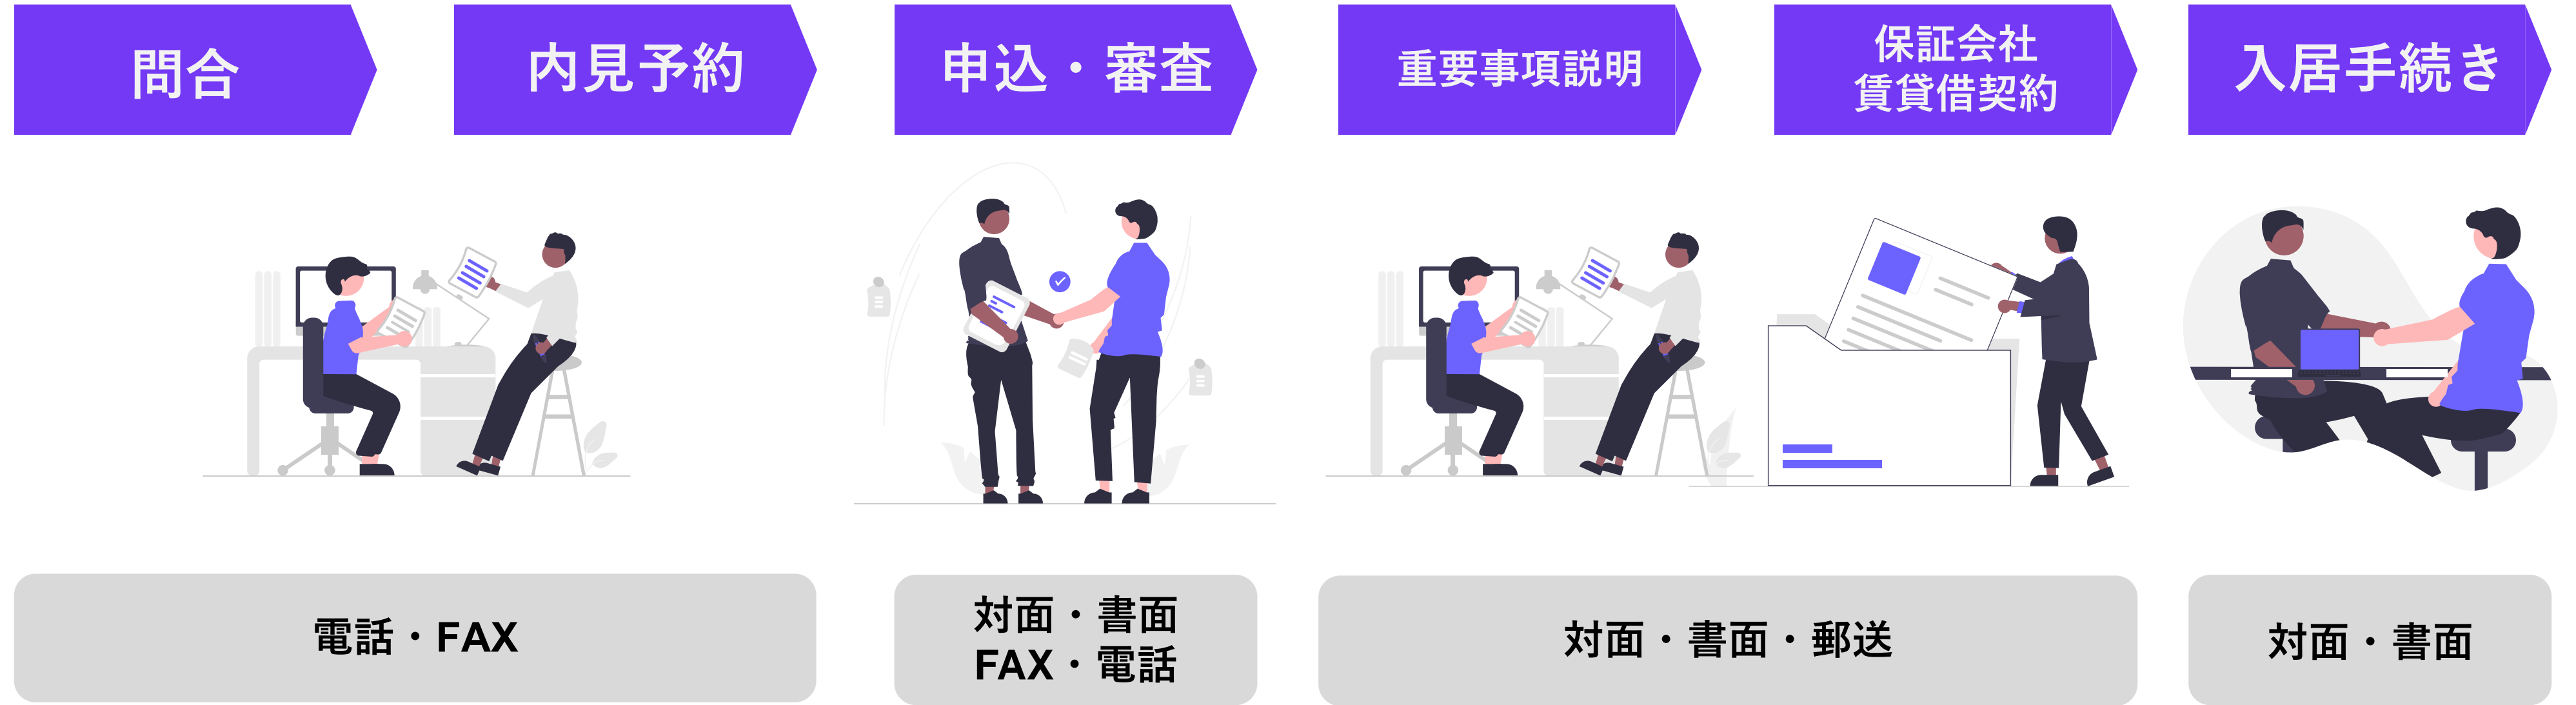 問合
内見予約
申込・審査
重要事項説明
保証会社
賃貸借契約
入居手続き
電話・FAX
対面・書面
FAX・電話
対面・書面・郵送
対面・書面